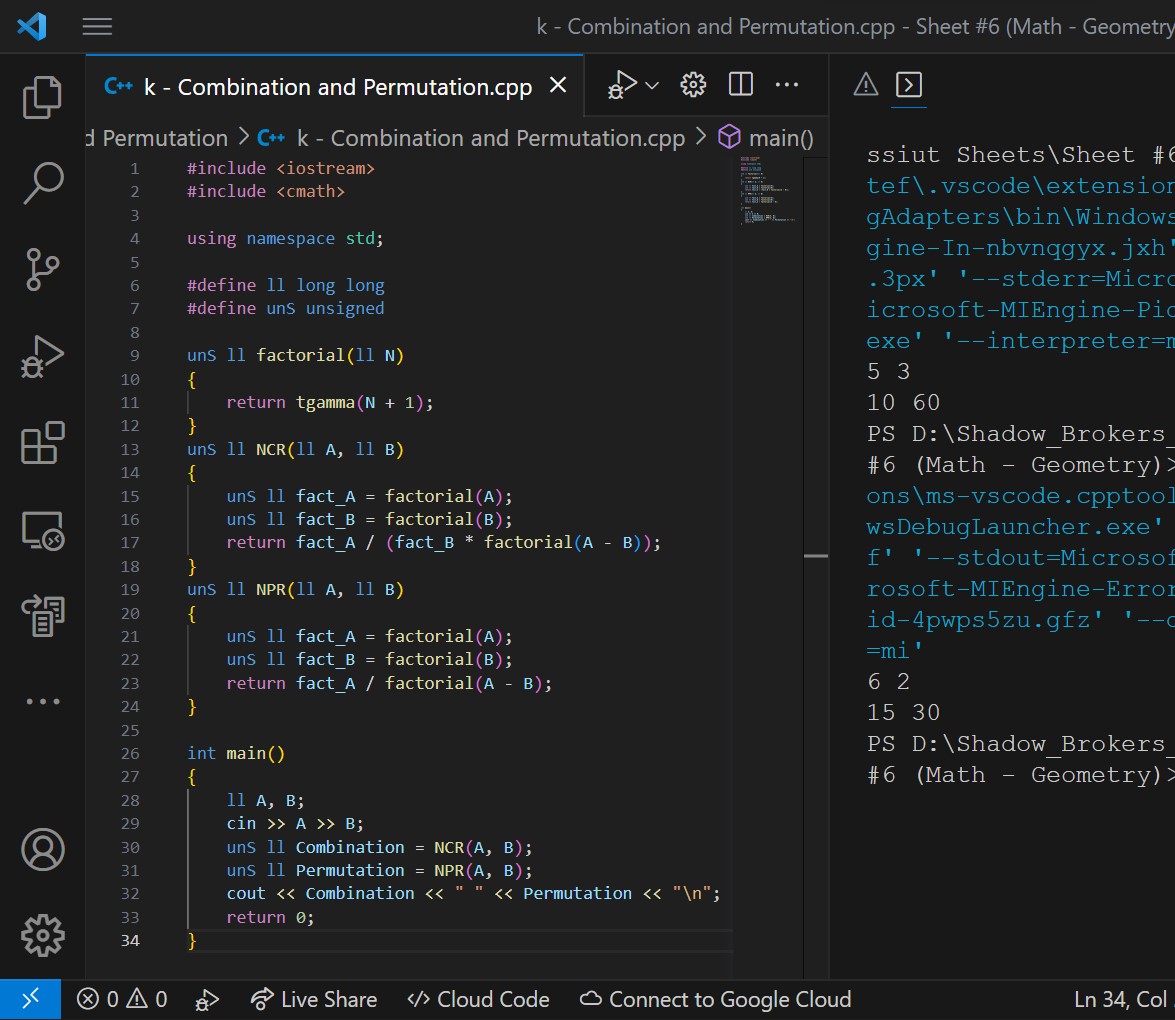 k - Combination and Permutation.cpp - Sheet #6 (Math - Geometry
C++ k - Combination and Permutation.cpp
d Permutation > C++ k - Combination and Permutation.cpp > main()
1 #include <iostream>
2 #include <cmath>
3
4 using namespace std;
5
6 #define ll long long
7 #define unS unsigned
8
9 unS ll factorial(ll N)
10 {
11 return tgamma(N + 1);
12 }
13 unS ll NCR(ll A, ll B)
14 {
15 unS ll fact_A = factorial(A);
16 unS ll fact_B = factorial(B);
17 return fact_A / (fact_B * factorial(A - B));
18 }
19 unS ll NPR(ll A, ll B)
20 {
21 unS ll fact_A = factorial(A);
22 unS ll fact_B = factorial(B);
23 return fact_A / factorial(A - B);
24 }
25
26 int main()
27 {
28 ll A, B;
29 cin >> A >> B;
30 unS ll Combination = NCR(A, B);
31 unS ll Permutation = NPR(A, B);
32 cout << Combination << " " << Permutation << "\n";
33 return 0;
34 }
ssiut Sheets\Sheet #6
tef\.vscode\extension
gAdapters\bin\Windows
gine-In-nbvnqgyx.jxh'
.3px' '--stderr=Micro
icrosoft-MIEngine-Pid
exe' '--interpreter=m
5 3
10 60
PS D:\Shadow_Brokers_
#6 (Math - Geometry)>
ons\ms-vscode.cpptool
wsDebugLauncher.exe'
f' '--stdout=Microsof
rosoft-MIEngine-Error
id-4pwps5zu.gfz' '--d
=mi'
6 2
15 30
PS D:\Shadow_Brokers_
#6 (Math - Geometry)>
0 0 Live Share Cloud Code Connect to Google Cloud Ln 34, Col